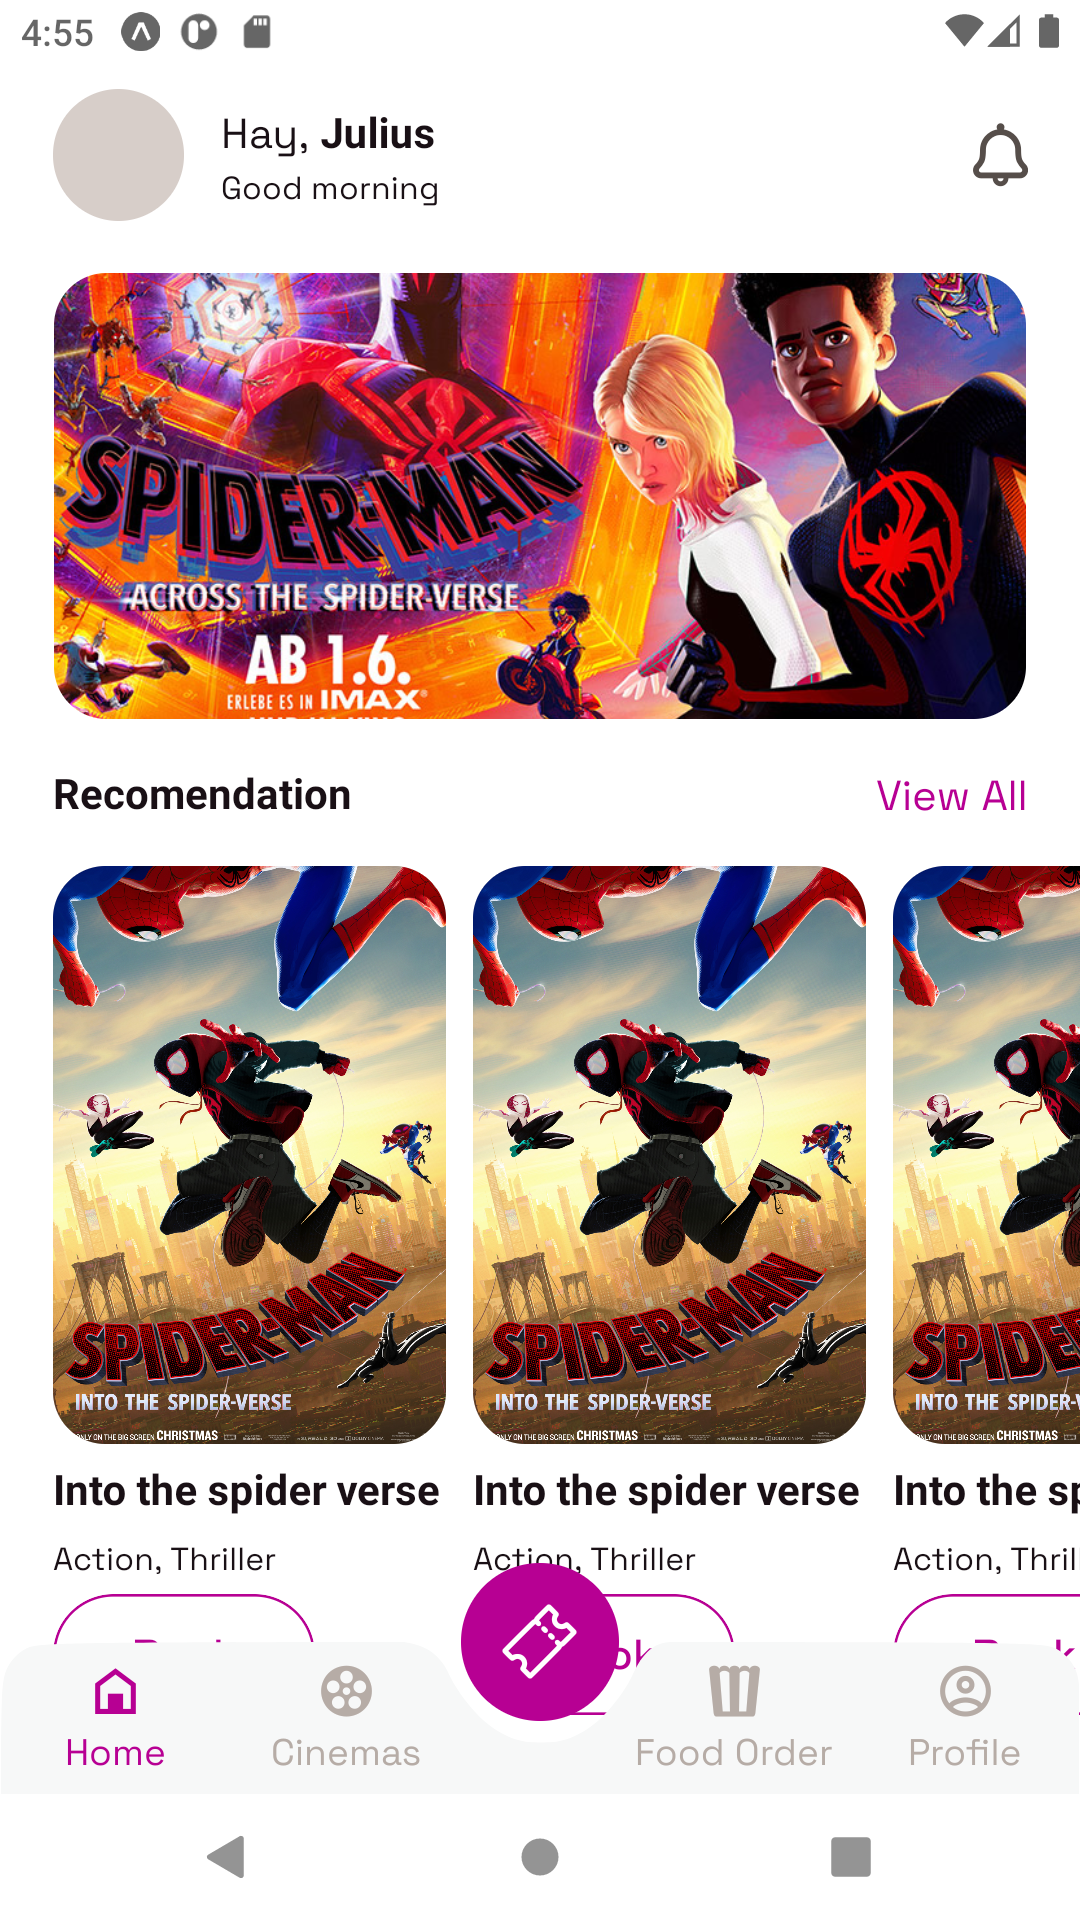 4:55
Hay, Julius
Good morning
SPIDER-MAN
ACROSS THE SPIDER-VERSE
AB 1.6.
ERLEBE ES IN IMAX®
Recomendation
View All
SPIDER-MAN
INTO THE SPIDER-VERSE
ONLY ON THE BIG SCREEN CHRISTMAS
SPIDER-MAN
INTO THE SPIDER-VERSE
ONLY ON THE BIG SCREEN CHRISTMAS
INTO THE SPIDER-V
ONLY ON THE BIG SCREEN CHRIS
Into the spider verse
Into the spider verse
Into the sp
Action, Thriller
Action, Thriller
Action, Thrill
Home
Cinemas
Food Order
Profile